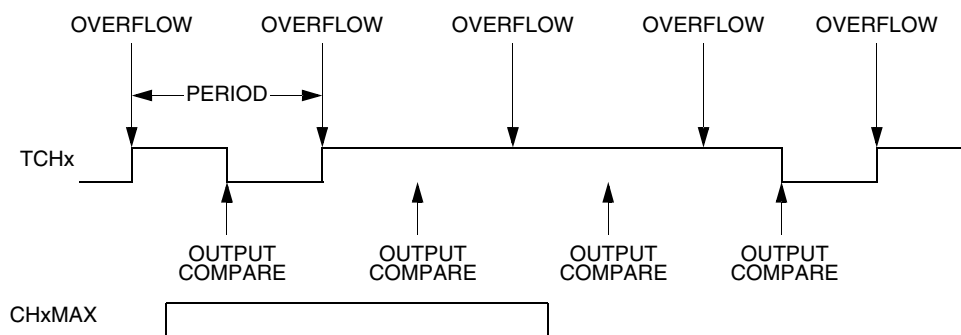 OVERFLOW OVERFLOW OVERFLOW OVERFLOW OVERFLOW
PERIOD
TCHx
OUTPUT COMPARE
OUTPUT COMPARE
OUTPUT COMPARE
OUTPUT COMPARE
CHxMAX